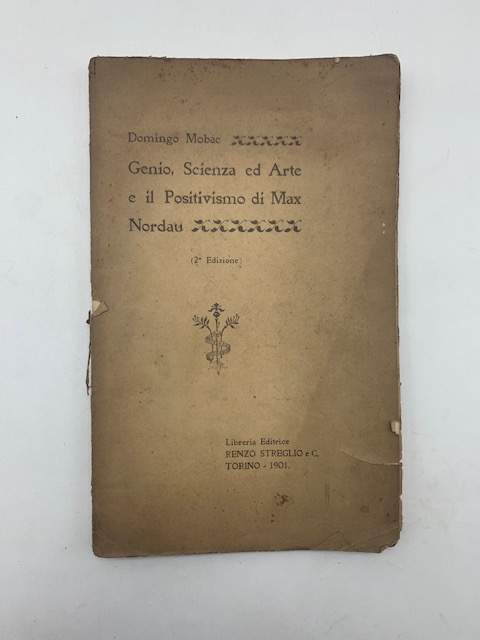 Domingo Mobac
Genio, Scienza ed Arte
e il Positivismo di Max
Nordau
(2ª Edizione)
Libreria Editrice
RENZO STREGLIO e C.
TORINO - 1901.